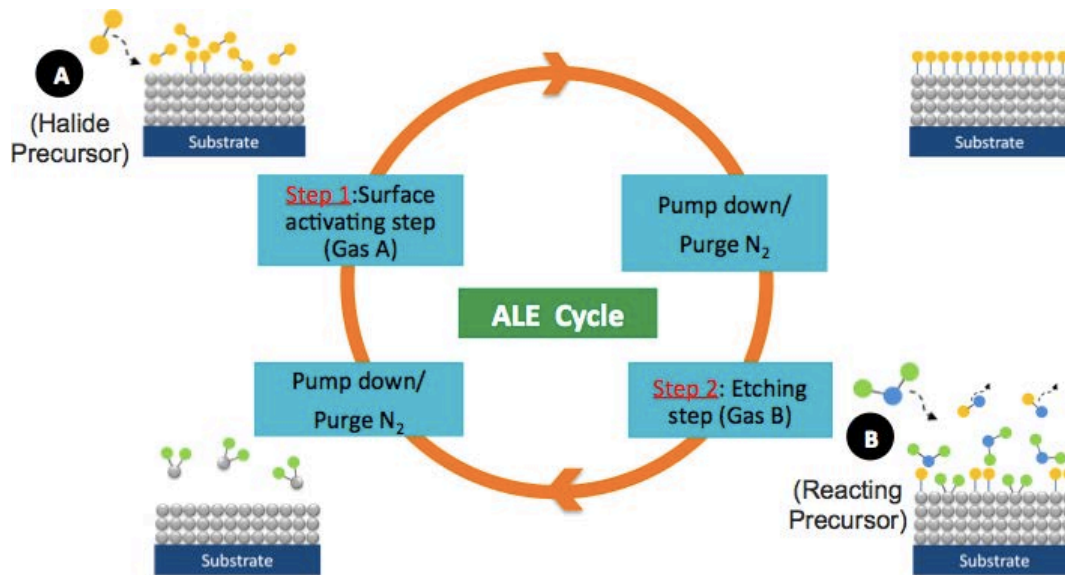 A
(Halide
Precursor)
Substrate
Substrate
Step 1:Surface
activating step
(Gas A)
Pump down/
Purge N₂
ALE Cycle
Pump down/
Purge N₂
Step 2: Etching
step (Gas B)
B
(Reacting
Precursor)
Substrate
Substrate